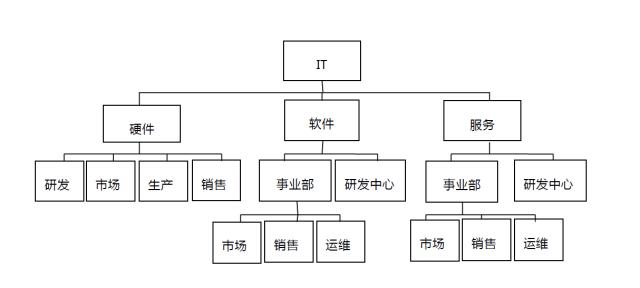 IT
硬件
软件
服务
研发
市场
生产
销售
事业部
研发中心
事业部
研发中心
市场
销售
运维
市场
销售
运维